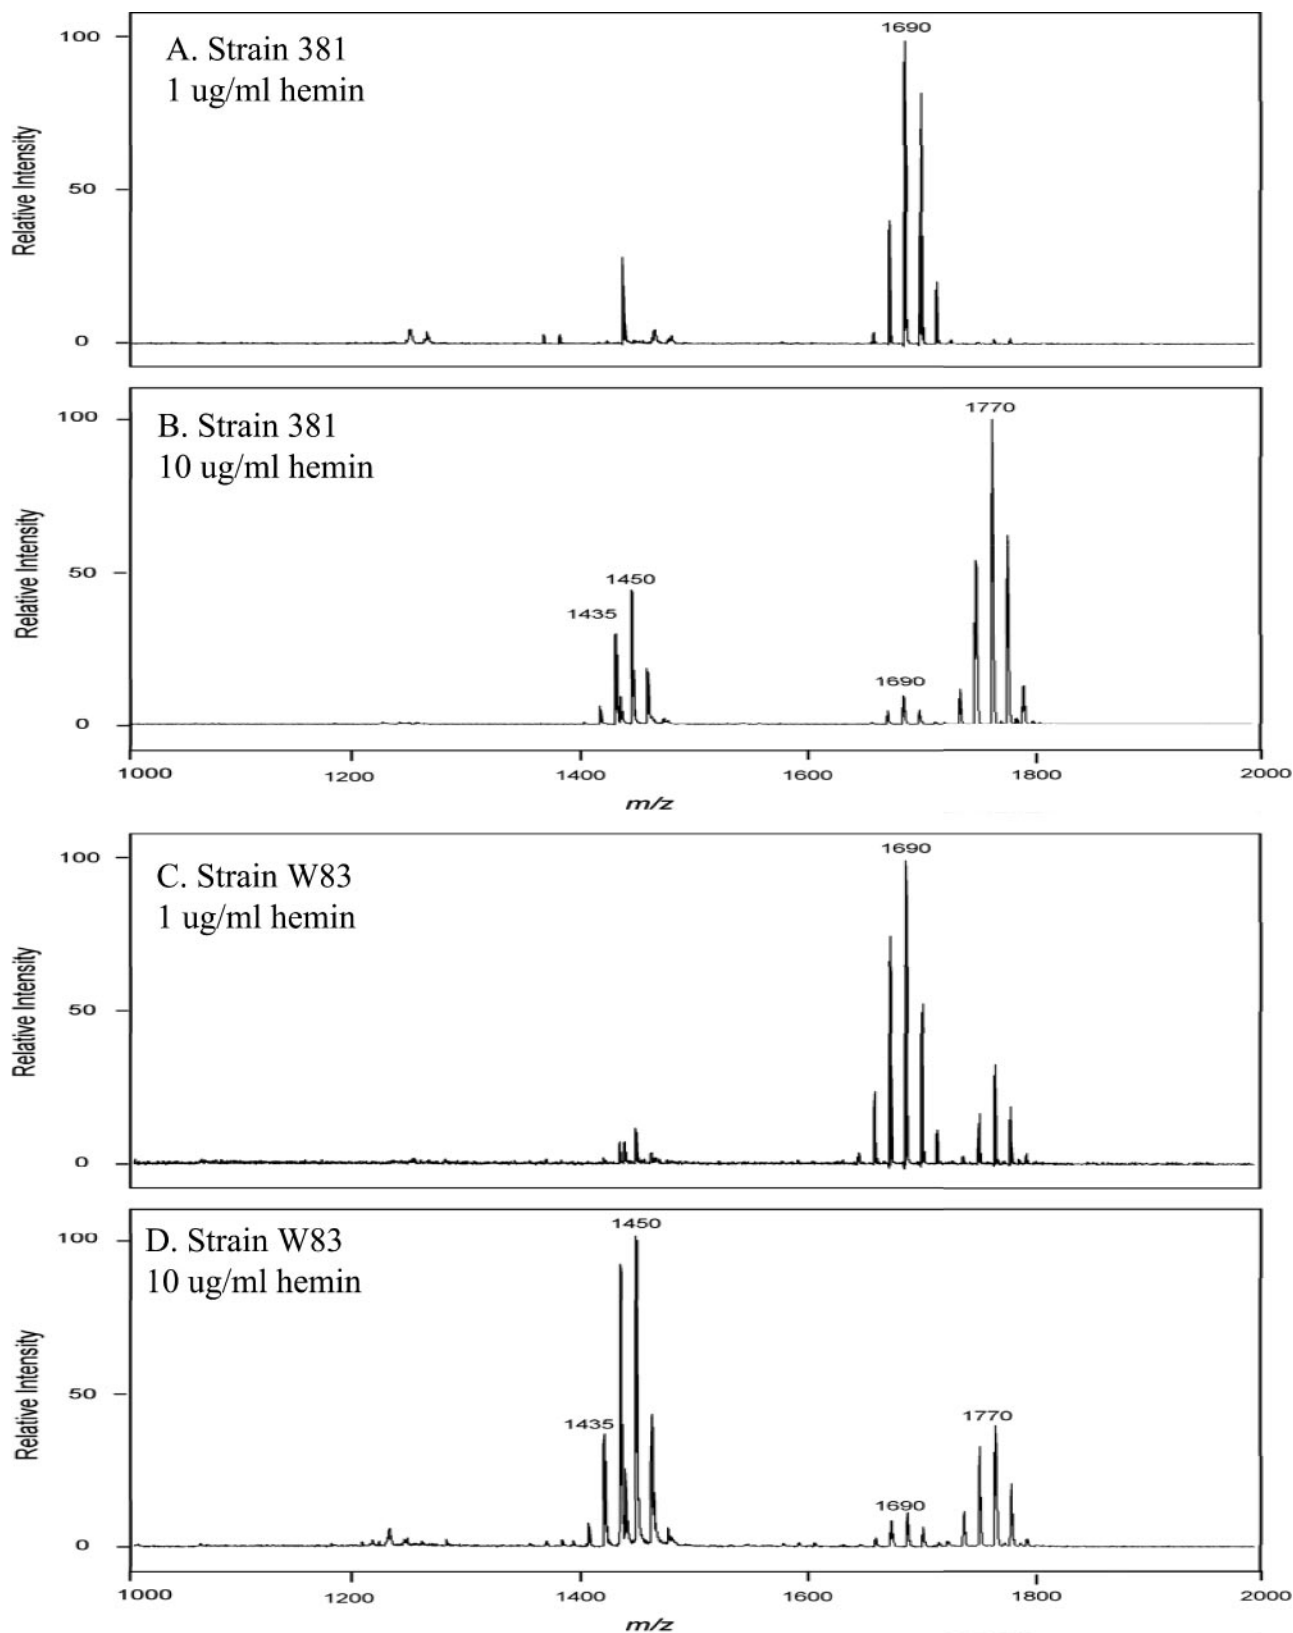 A. Strain 381
1 ug/ml hemin
1690
100
50
0
Relative Intensity
B. Strain 381
10 ug/ml hemin
1770
1450
1435
1690
100
50
0
Relative Intensity
1000 1200 1400 1600 1800 2000
m/z
C. Strain W83
1 ug/ml hemin
1690
100
50
0
Relative Intensity
D. Strain W83
10 ug/ml hemin
1450
1435
1770
1690
100
50
0
Relative Intensity
1000 1200 1400 1600 1800 2000
m/z